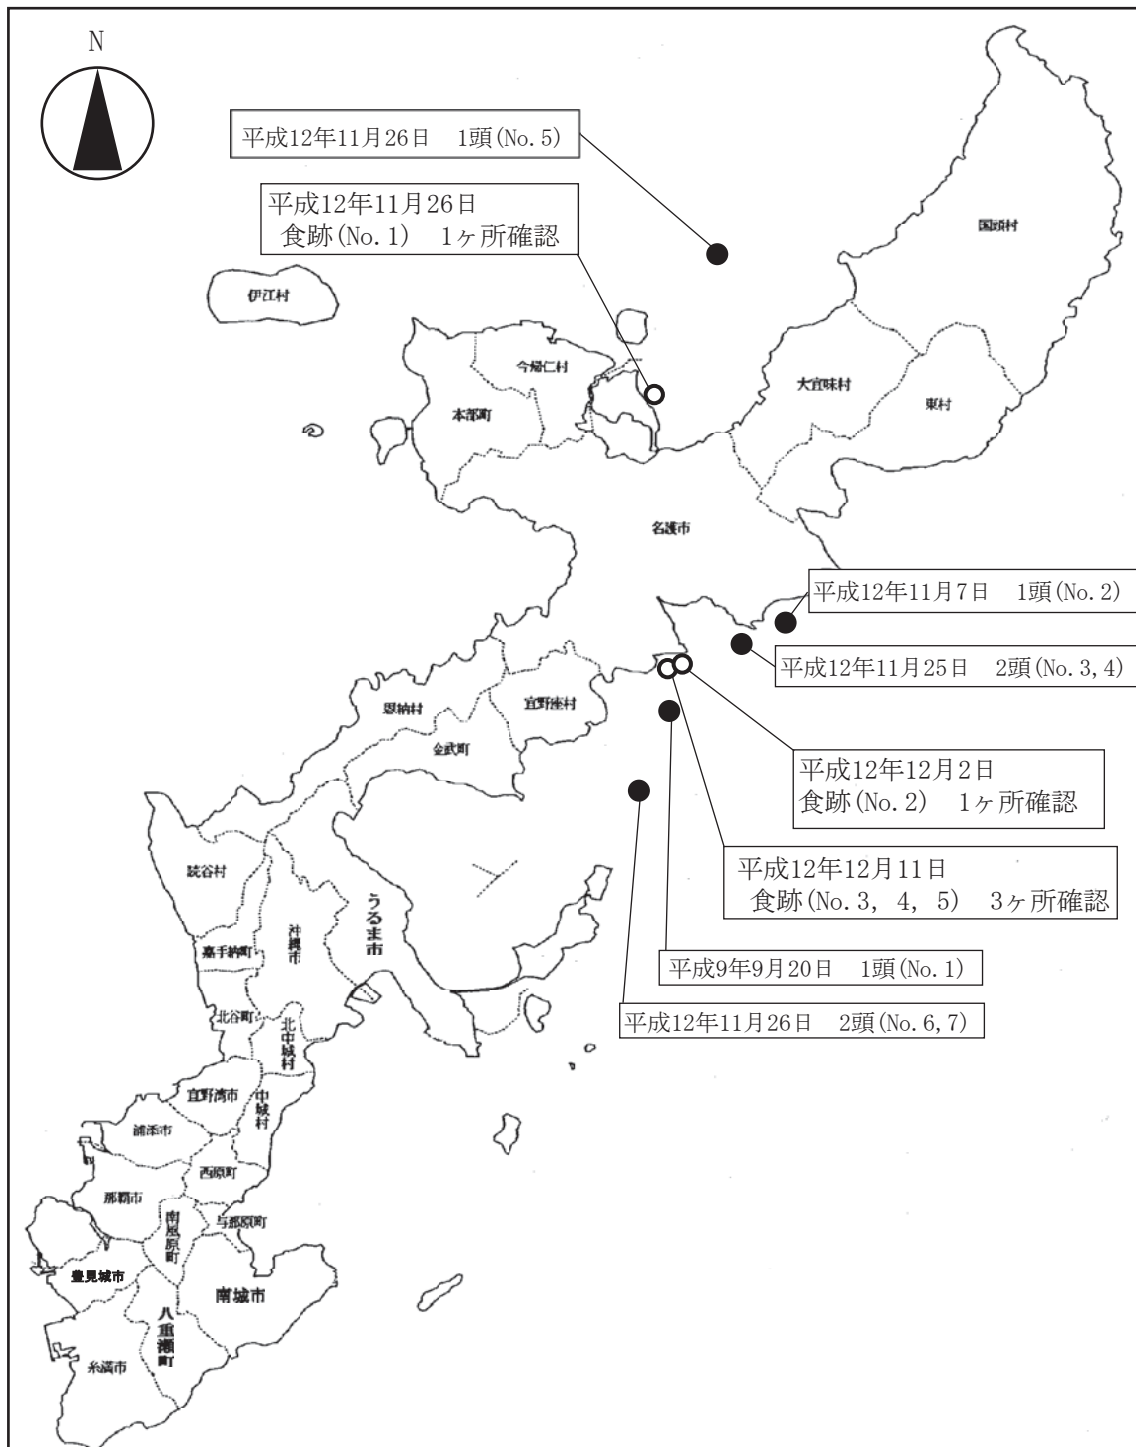 N
平成12年11月26日　1頭(No.5)
平成12年11月26日
食跡(No.1)　1ヶ所確認
国頭村
伊江村
今帰仁村
大宜味村
東村
本部町
名護市
平成12年11月7日　1頭(No.2)
平成12年11月25日　2頭(No.3,4)
恩納村
宜野座村
金武町
平成12年12月2日
食跡(No.2)　1ヶ所確認
読谷村
平成12年12月11日
食跡(No.3, 4, 5)　3ヶ所確認
うるま市
沖縄市
嘉手納町
平成9年9月20日　1頭(No.1)
北谷町
北中城村
平成12年11月26日　2頭(No.6,7)
宜野湾市
中城村
浦添市
西原町
那覇市
南風原町
与那原町
豊見城市
南城市
八重瀬町
糸満市